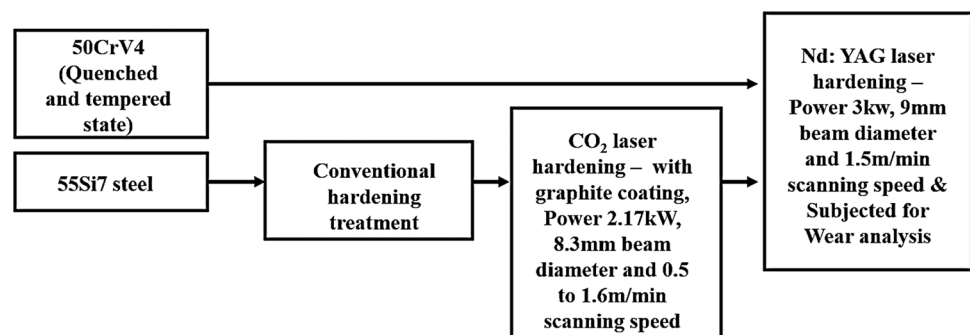 50CrV4
(Quenched
and tempered
state)
55Si7 steel
Conventional
hardening
treatment
CO₂ laser
hardening – with
graphite coating,
Power 2.17kW,
8.3mm beam
diameter and 0.5
to 1.6m/min
scanning speed
Nd: YAG laser
hardening –
Power 3kw, 9mm
beam diameter
and 1.5m/min
scanning speed &
Subjected for
Wear analysis